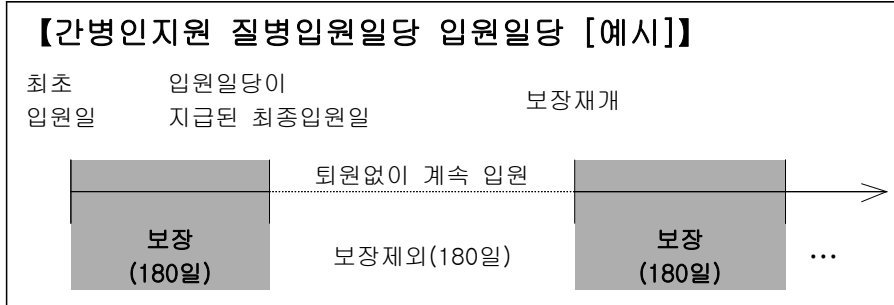 【간병인지원 질병입원일당 입원일당 [예시]】
최초 입원일당이
보장재개
입원일 지급된 최종입원일
퇴원없이 계속 입원
보장 보장
보장제외(180일) …
(180일) (180일)